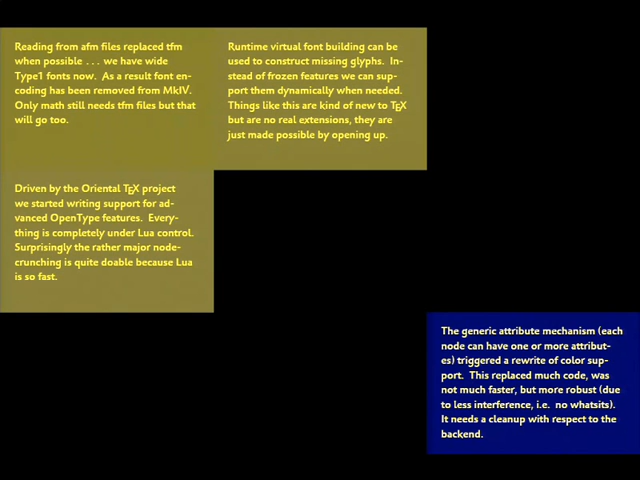 Reading from afm files replaced tfm
when possible . . . we have wide
Type1 fonts now. As a result font en-
coding has been removed from MkIV.
Only math still needs tfm files but that
will go too.
Runtime virtual font building can be
used to construct missing glyphs. In-
stead of frozen features we can sup-
port them dynamically when needed.
Things like this are kind of new to TEX
but are no real extensions, they are
just made possible by opening up.
Driven by the Oriental TEX project
we started writing support for ad-
vanced OpenType features. Every-
thing is completely under Lua control.
Surprisingly the rather major node-
crunching is quite doable because Lua
is so fast.
The generic attribute mechanism (each
node can have one or more attribut-
es) triggered a rewrite of color sup-
port. This replaced much code, was
not much faster, but more robust (due
to less interference, i.e. no whatsits).
It needs a cleanup with respect to the
backend.